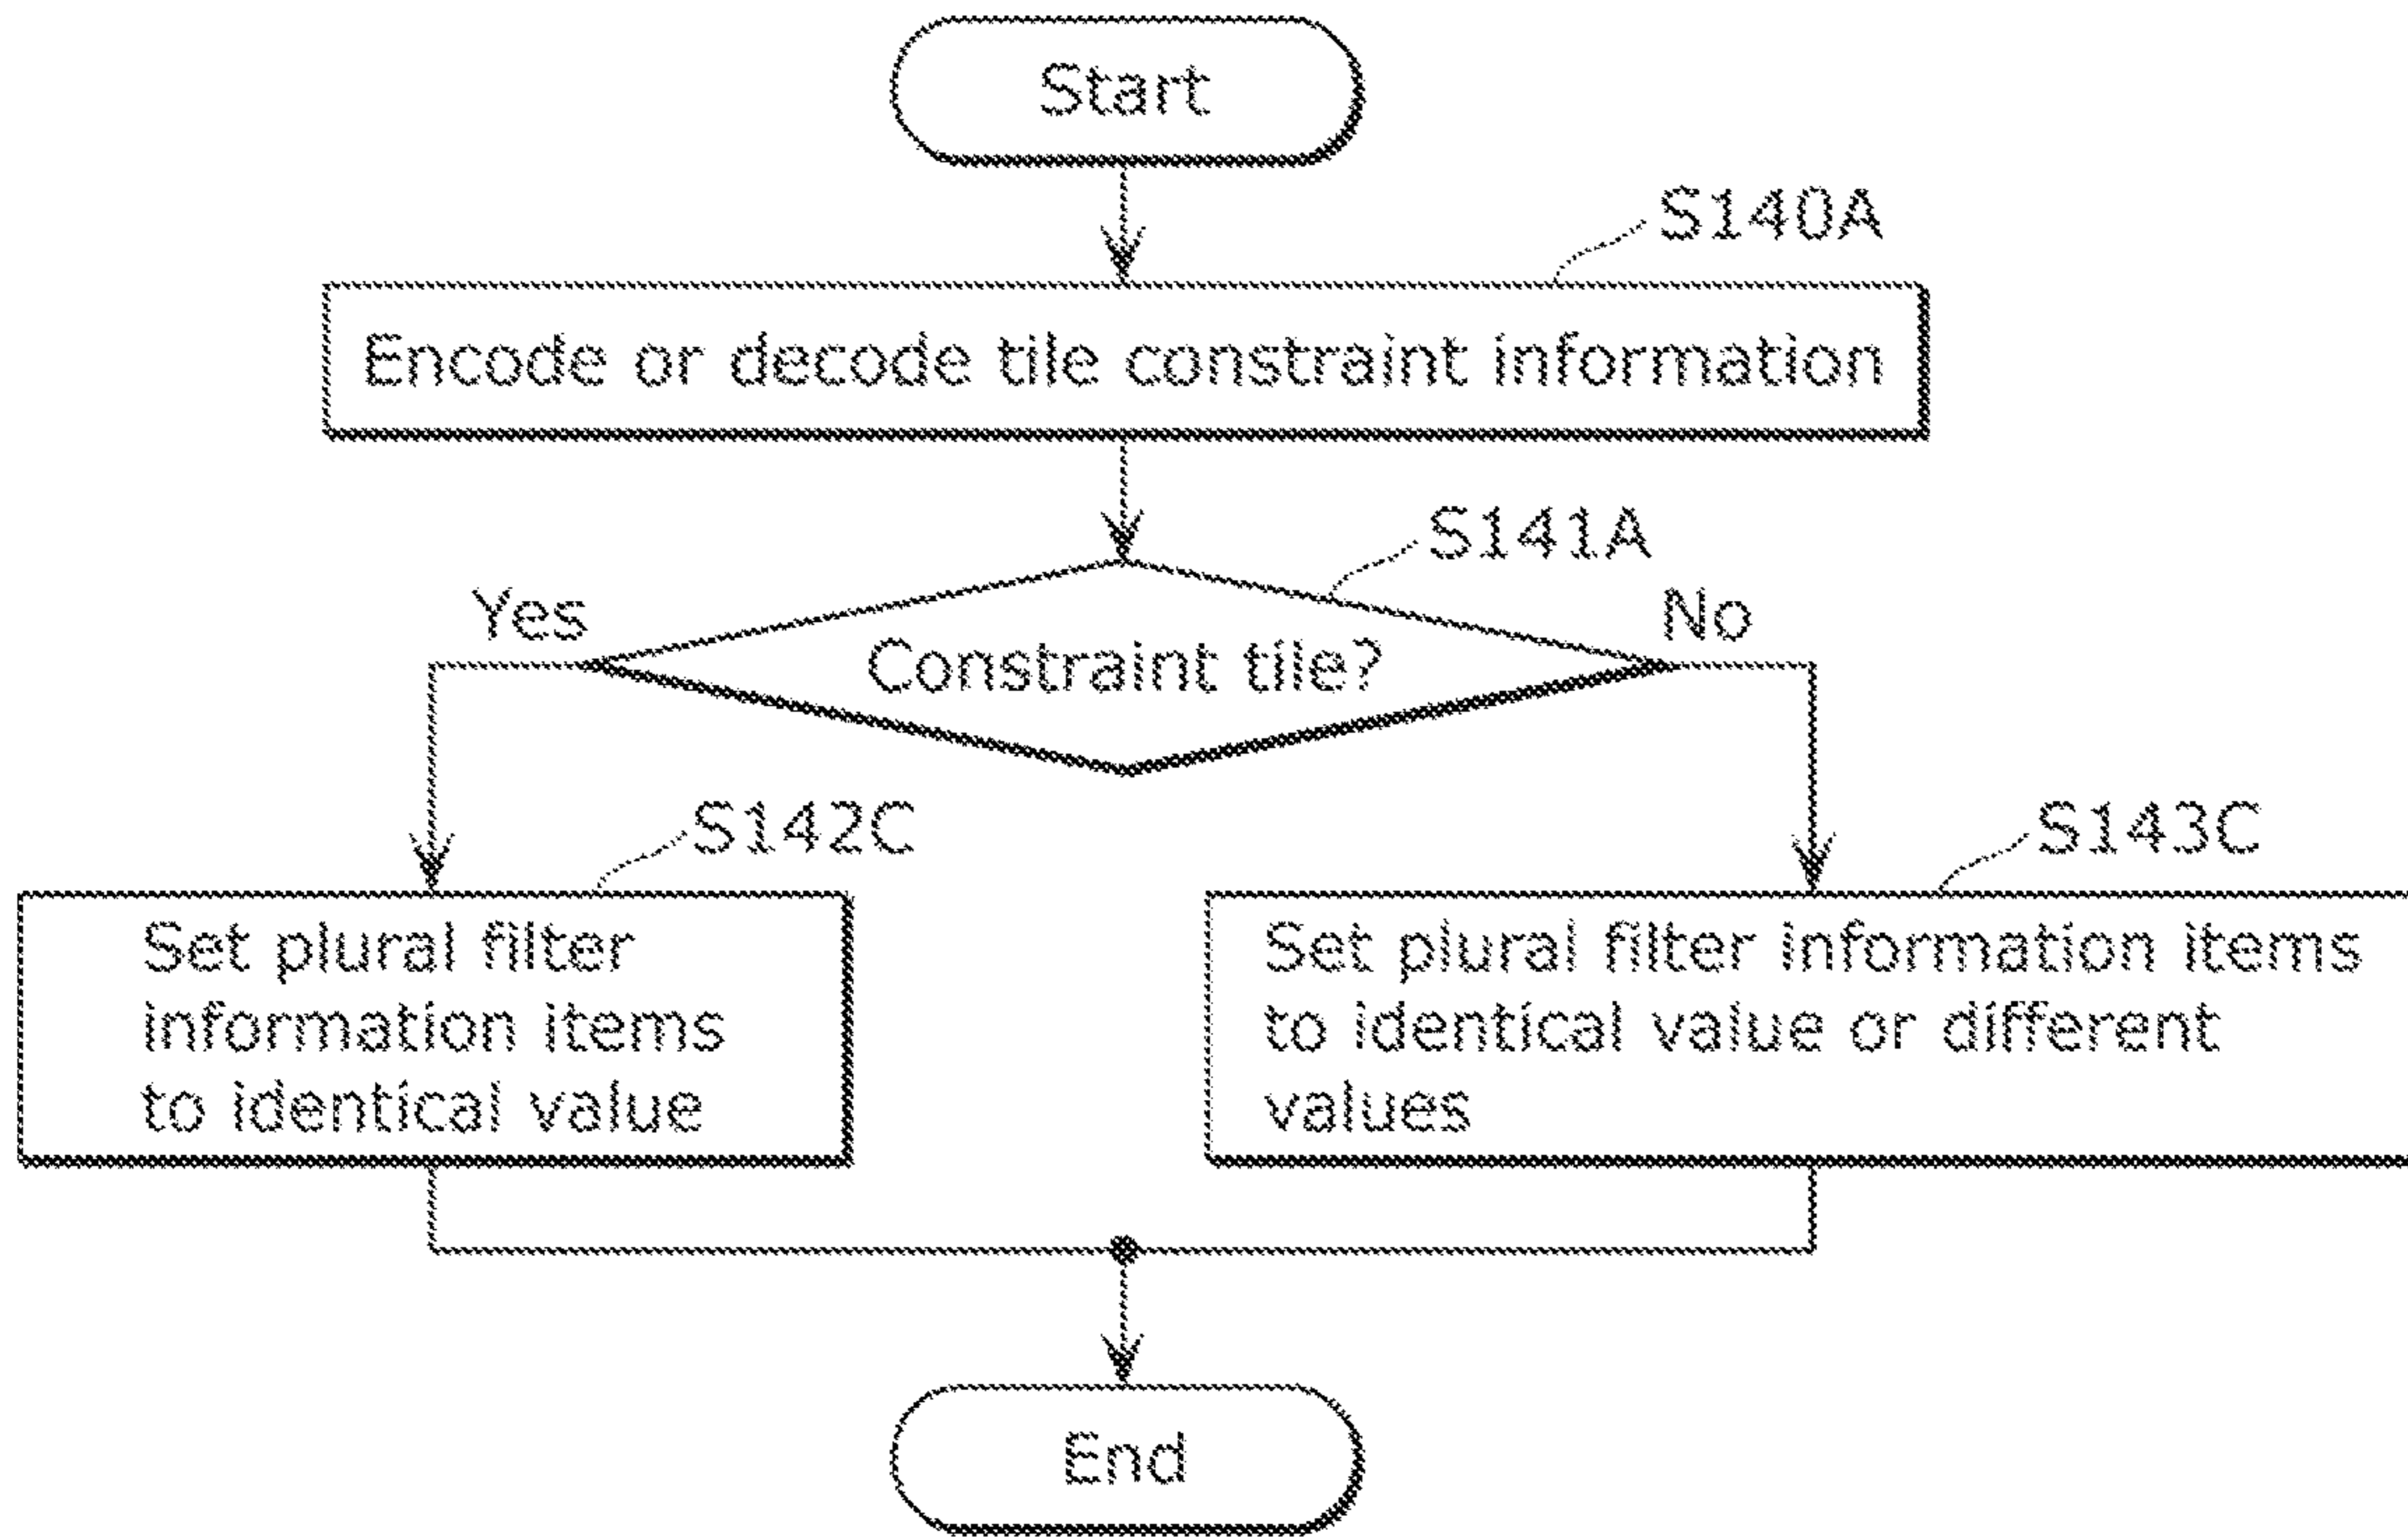 Start
S140A
Encode or decode tile constraint information
S141A
Yes
No
Constraint tile?
S142C
S143C
Set plural filter
information items
to identical value
Set plural filter information items
to identical value or different
values
End